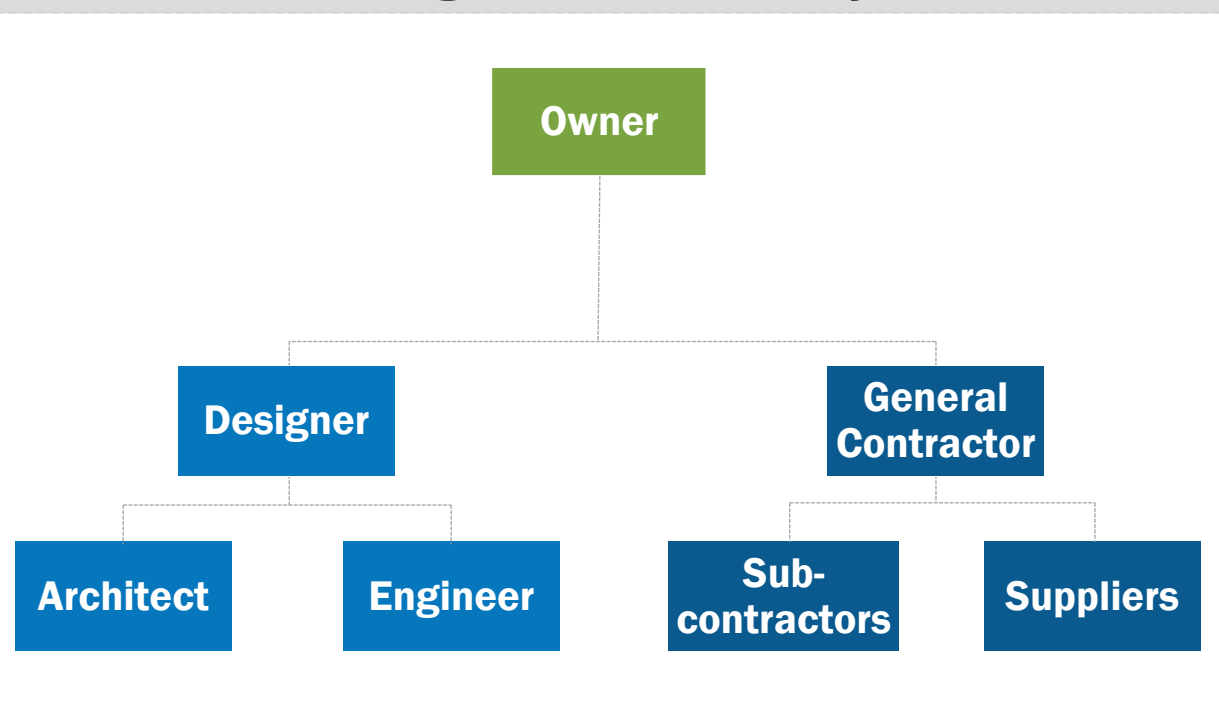 Owner
Designer
General
Contractor
Architect
Engineer
Sub-
contractors
Suppliers